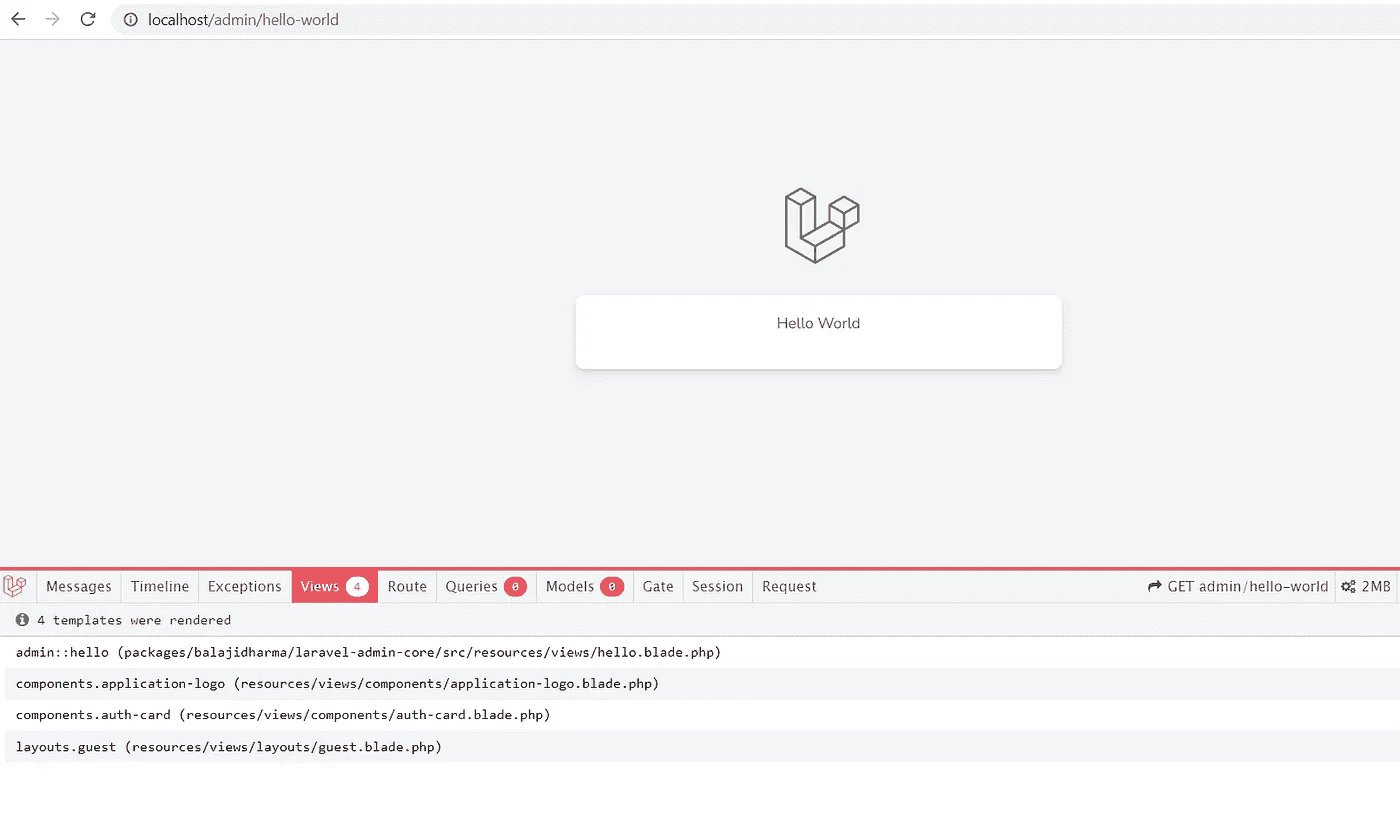 localhost/admin/hello-world
Hello World
Messages Timeline Exceptions Views 4 Route Queries 0 Models 0 Gate Session Request GET admin/hello-world 2MB
4 templates were rendered
admin::hello (packages/balajidharma/laravel-admin-core/src/resources/views/hello.blade.php)
components.application-logo (resources/views/components/application-logo.blade.php)
components.auth-card (resources/views/components/auth-card.blade.php)
layouts.guest (resources/views/layouts/guest.blade.php)